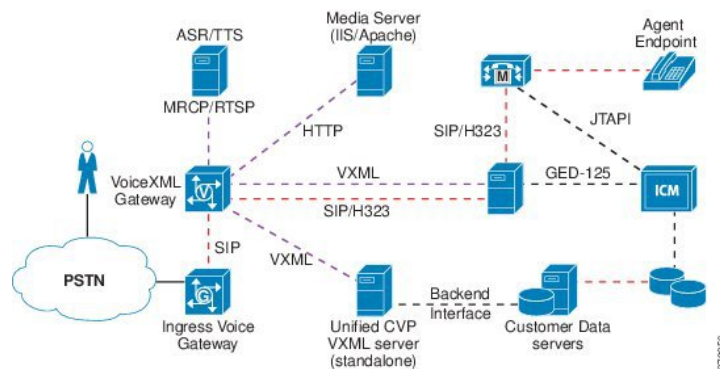 ASR/TTS
MRCP/RTSP
Media Server
(IIS/Apache)
Agent
Endpoint
M
HTTP
SIP/H323
JTAPI
VoiceXML
Gateway
V
VXML
SIP/H323
GED-125
ICM
PSTN
SIP
VXML
G
Ingress Voice
Gateway
Unified CVP
VXML server
(standalone)
Backend
Interface
Customer Data
servers